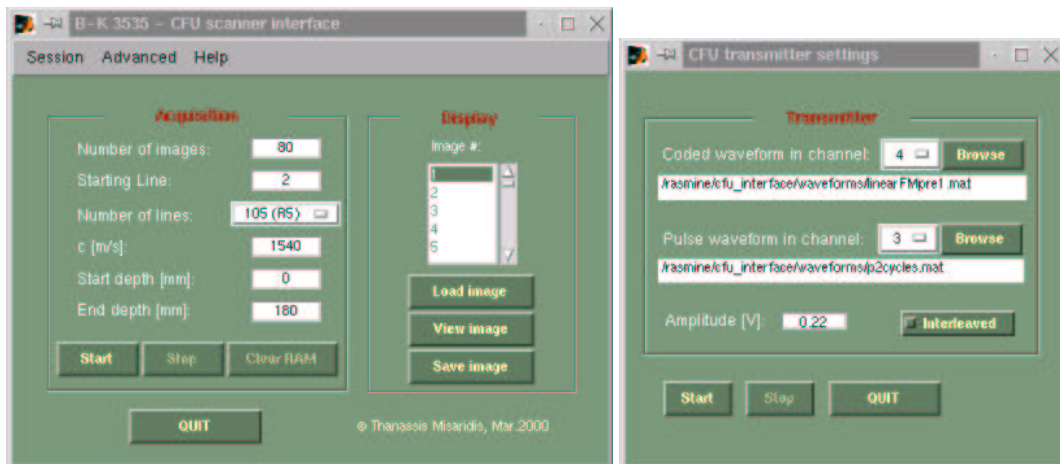 B-K 3535 - CFU scanner interface
Session Advanced Help
Acquisition
Number of images: 80
Starting Line: 2
Number of lines: 105 (R5)
c [m/s]: 1540
Start depth [mm]: 0
End depth [mm]: 180
Start Stop Clear RAM
Display
Image #:
1
2
3
4
5
Load image
View image
Save image
QUIT
© Thanassis Misaridis, Mar.2000
CFU transmitter settings
Transmitter
Coded waveform in channel: 4 Browse
/rasmine/cfu_interface/waveforms/linearFMpre1.mat
Pulse waveform in channel: 3 Browse
/rasmine/cfu_interface/waveforms/p2cycles.mat
Amplitude [V]: 0.22 Interleaved
Start Stop QUIT